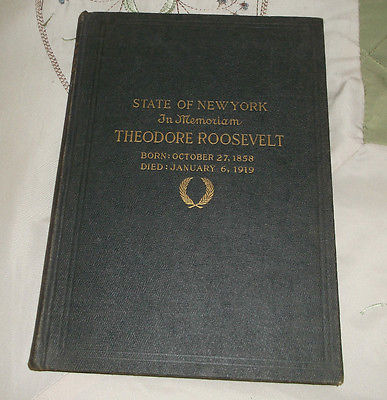 STATE OF NEW YORK
In Memoriam
THEODORE ROOSEVELT
BORN: OCTOBER 27, 1858
DIED: JANUARY 6, 1919